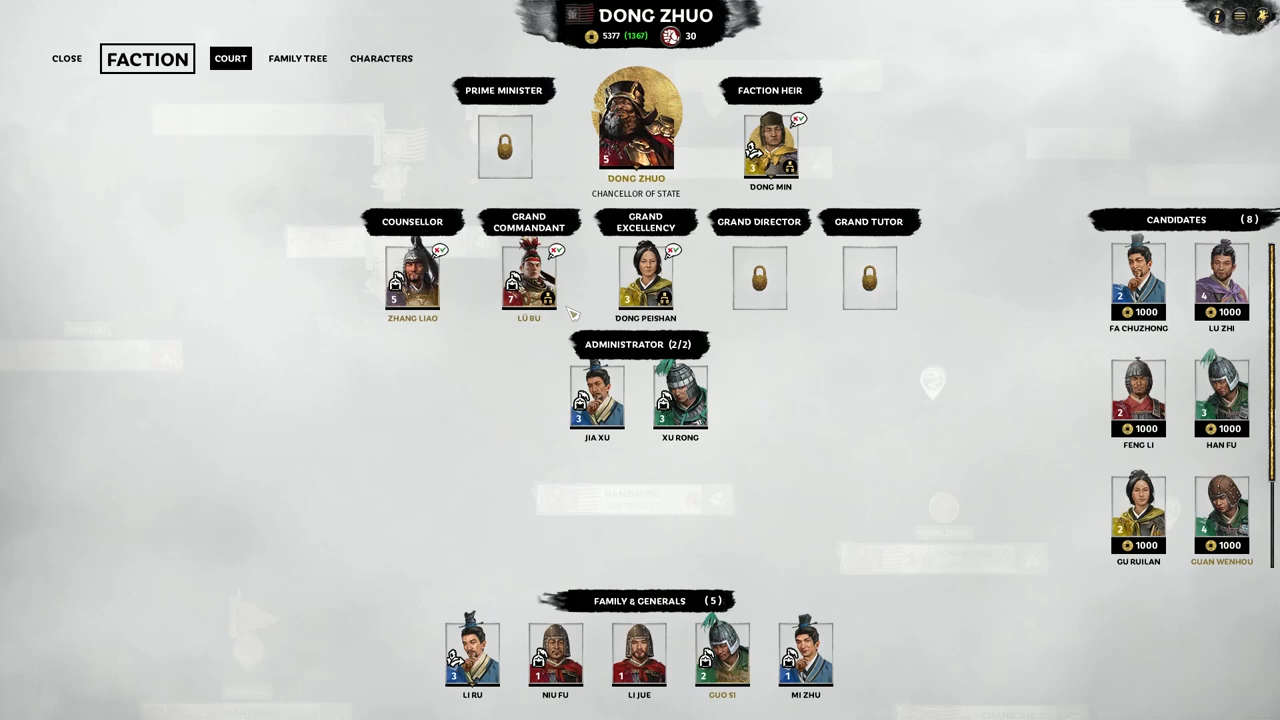 DONG ZHUO
5377 (1367) 30
CLOSE FACTION COURT FAMILY TREE CHARACTERS
PRIME MINISTER
FACTION HEIR
5
3
DONG ZHUO
CHANCELLOR OF STATE
DONG MIN
COUNSELLOR
GRAND
COMMANDANT
GRAND
EXCELLENCY
GRAND DIRECTOR
GRAND TUTOR
5
7
3
ZHANG LIAO
LÜ BU
DONG PEISHAN
ADMINISTRATOR (2/2)
3
3
JIA XU
XU RONG
CANDIDATES (8)
2
4
1000
1000
FA CHUZHONG
LU ZHI
2
3
1000
1000
FENG LI
HAN FU
2
4
1000
1000
GU RUILAN
GUAN WENHOU
FAMILY & GENERALS (5)
3
1
1
2
1
LI RU
NIU FU
LI JUE
GUO SI
MI ZHU